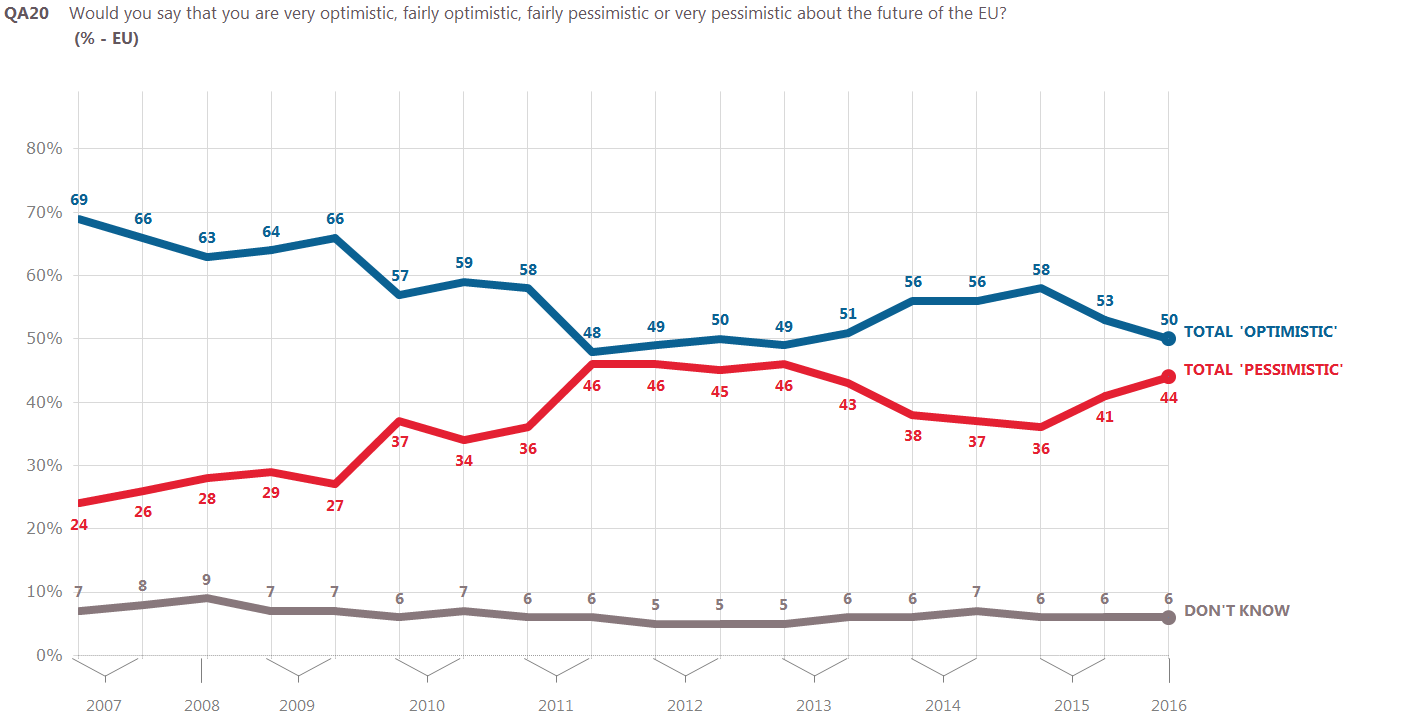 QA20 Would you say that you are very optimistic, fairly optimistic, fairly pessimistic or very pessimistic about the future of the EU?
(% - EU)
80%
70%
60%
50%
40%
30%
20%
10%
0%
69 66 63 64 66 57 59 58 48 49 50 49 51 56 56 58 53 50
TOTAL 'OPTIMISTIC'
24 26 28 29 27 37 34 36 46 46 45 46 43 38 37 36 41 44
TOTAL 'PESSIMISTIC'
7 8 9 7 7 6 7 6 6 5 5 5 6 6 7 6 6 6
DON'T KNOW
2007 2008 2009 2010 2011 2012 2013 2014 2015 2016